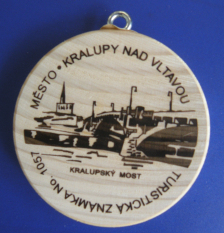 MĚSTO • KRALUPY NAD VLTAVOU
KRALUPSKÝ MOST
TURISTICKÁ ZNÁMKA No. 1057